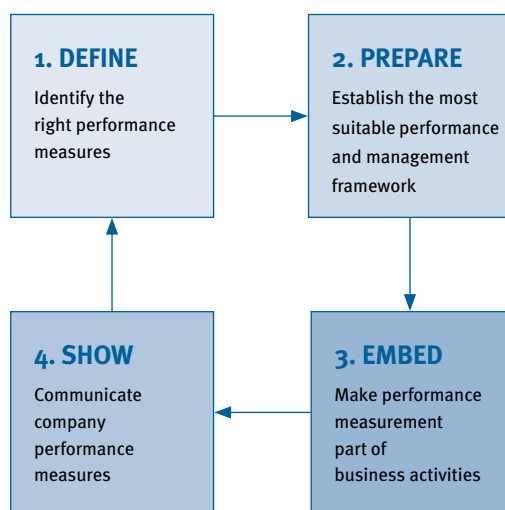 1. DEFINE
Identify the
right performance
measures
2. PREPARE
Establish the most
suitable performance
and management
framework
3. EMBED
Make performance
measurement
part of
business activities
4. SHOW
Communicate
company
performance
measures